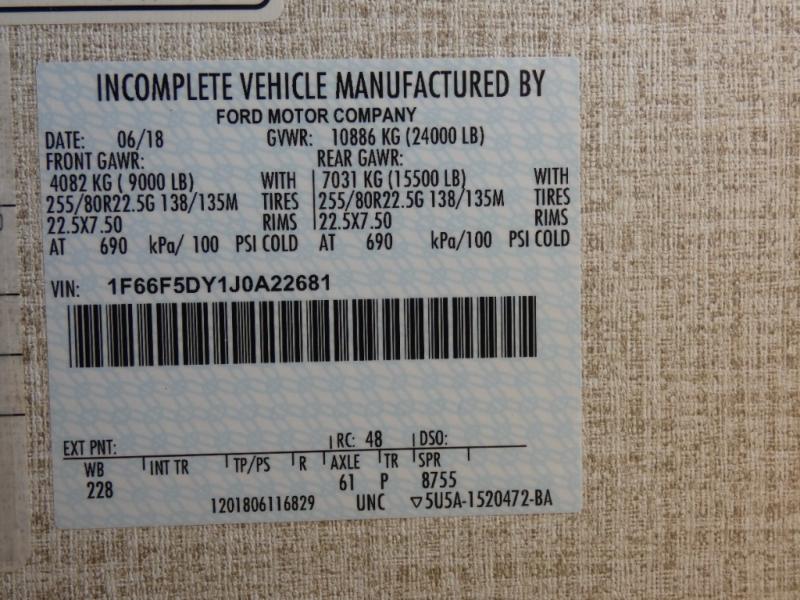 INCOMPLETE VEHICLE MANUFACTURED BY
FORD MOTOR COMPANY
DATE: 06/18 GVWR: 10886 KG (24000 LB)
FRONT GAWR: REAR GAWR:
4082 KG ( 9000 LB) WITH 7031 KG (15500 LB) WITH
255/80R22.5G 138/135M TIRES 255/80R22.5G 138/135M TIRES
22.5X7.50 RIMS 22.5X7.50 RIMS
AT 690 kPa/ 100 PSI COLD AT 690 kPa/100 PSI COLD
VIN: 1F66F5DY1J0A22681
EXT PNT: RC: 48 DSO:
WB INT TR TP/PS R AXLE TR SPR
228 61 P 8755
1201806116829 UNC ▽5U5A-1520472-BA